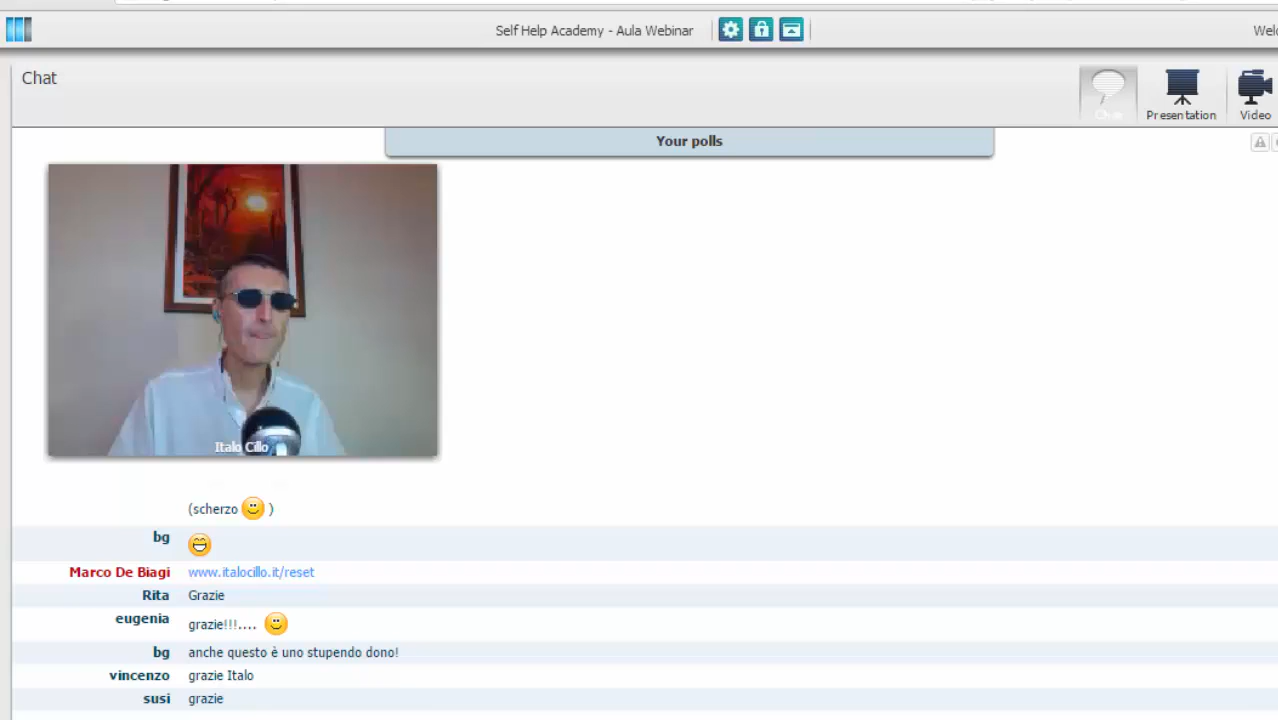 Self Help Academy - Aula Webinar
Chat
Chat
Presentation
Video
Your polls
Italo Cillo
(scherzo )
bg
Marco De Biagi www.italocillo.it/reset
Rita Grazie
eugenia grazie!!!....
bg anche questo è uno stupendo dono!
vincenzo grazie Italo
susi grazie